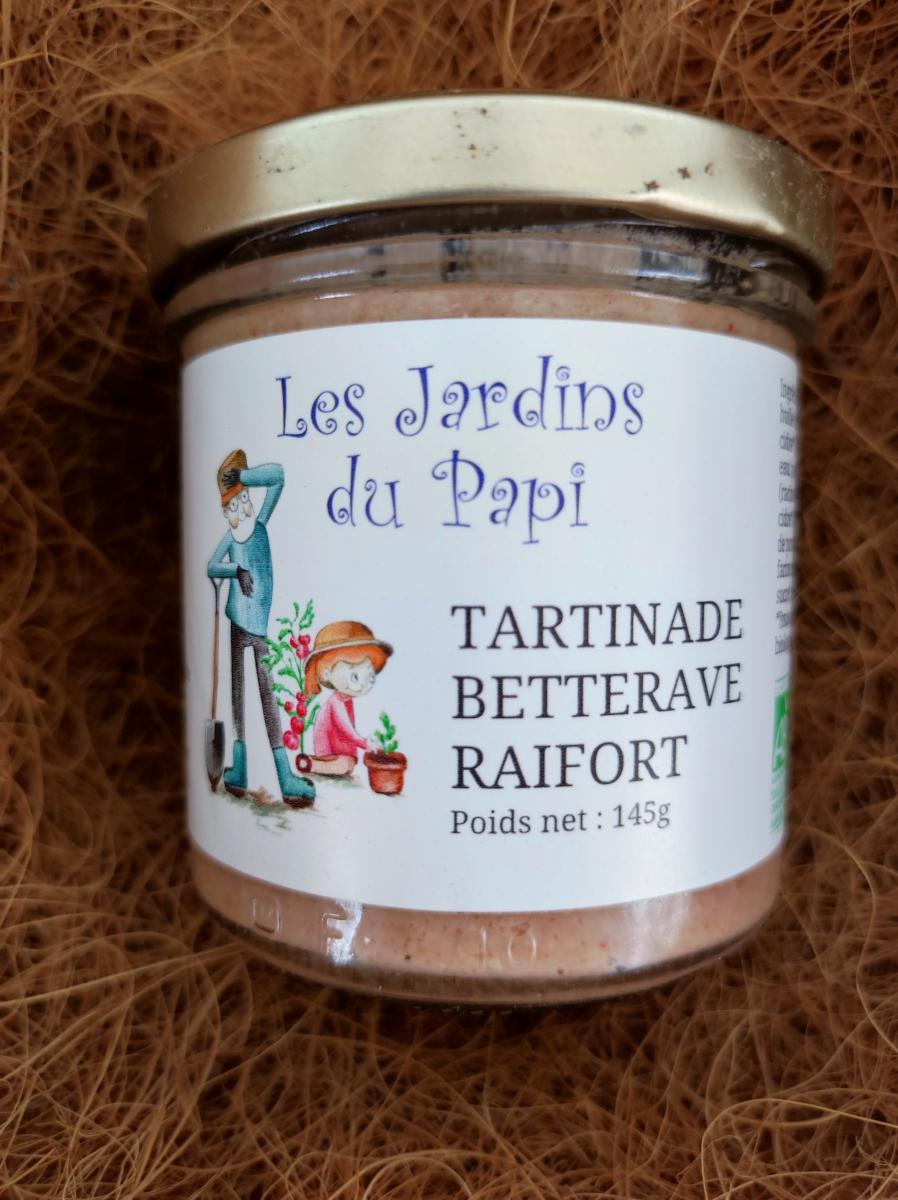 Les Jardins
du Papi
TARTINADE
BETTERAVE
RAIFORT
Poids net : 145g